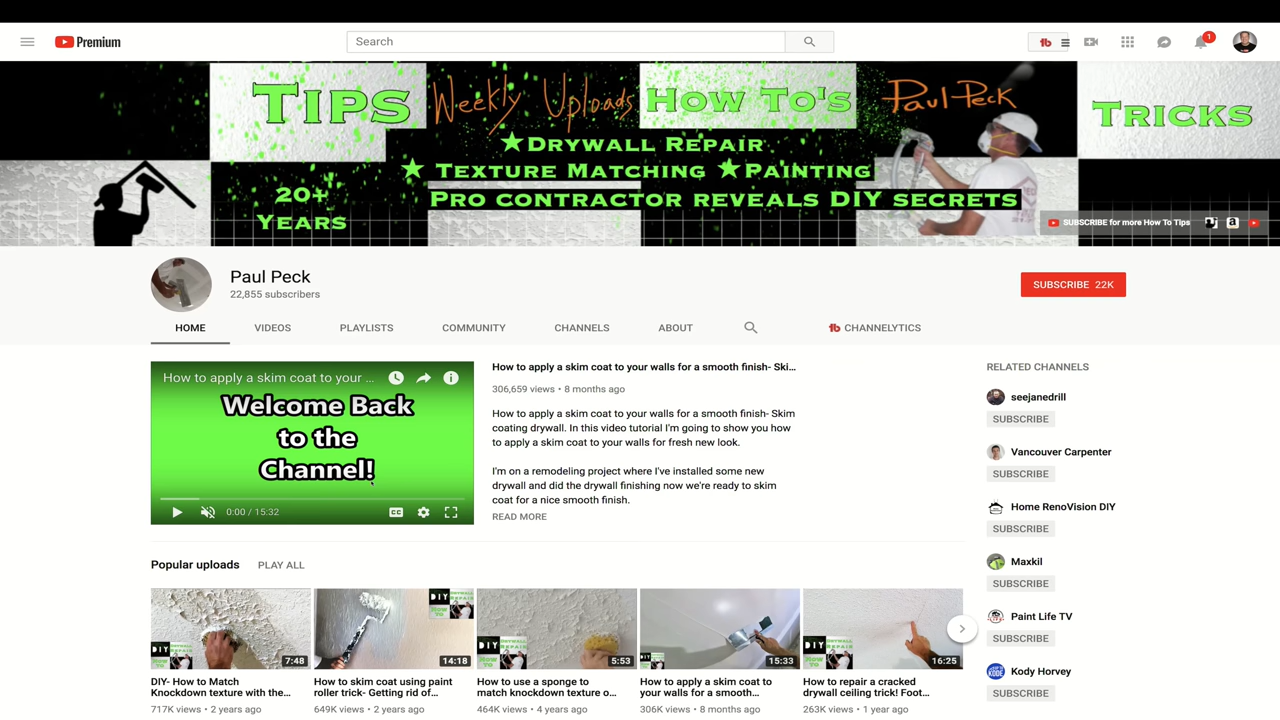 Premium
Search
1
TIPS
Weekly Uploads
HOW TO'S
Paul Peck
TRICKS
★DRYWALL REPAIR
★ TEXTURE MATCHING ★PAINTING
20+
YEARS
PRO CONTRACTOR REVEALS DIY SECRETS
SUBSCRIBE for more How To Tips
Paul Peck
22,855 subscribers
SUBSCRIBE 22K
HOME
VIDEOS
PLAYLISTS
COMMUNITY
CHANNELS
ABOUT
tb CHANNELYTICS
How to apply a skim coat to your ...
Welcome Back
to the
Channel!
0:00 / 15:32
CC
How to apply a skim coat to your walls for a smooth finish- Ski...
306,659 views • 8 months ago
How to apply a skim coat to your walls for a smooth finish- Skim
coating drywall. In this video tutorial I'm going to show you how
to apply a skim coat to your walls for fresh new look.
I'm on a remodeling project where I've installed some new
drywall and did the drywall finishing now we're ready to skim
coat for a nice smooth finish.
READ MORE
RELATED CHANNELS
seejanedrill
SUBSCRIBE
Vancouver Carpenter
SUBSCRIBE
Home RenoVision DIY
SUBSCRIBE
Maxkil
SUBSCRIBE
Paint Life TV
SUBSCRIBE
Kody Horvey
SUBSCRIBE
Popular uploads PLAY ALL
7:48
DIY- How to Match
Knockdown texture with the...
717K views • 2 years ago
14:18
How to skim coat using paint
roller trick- Getting rid of...
649K views • 2 years ago
5:53
How to use a sponge to
match knockdown texture o...
464K views • 4 years ago
15:33
How to apply a skim coat to
your walls for a smooth...
306K views • 8 months ago
16:25
How to repair a cracked
drywall ceiling trick! Foot...
263K views • 1 year ago